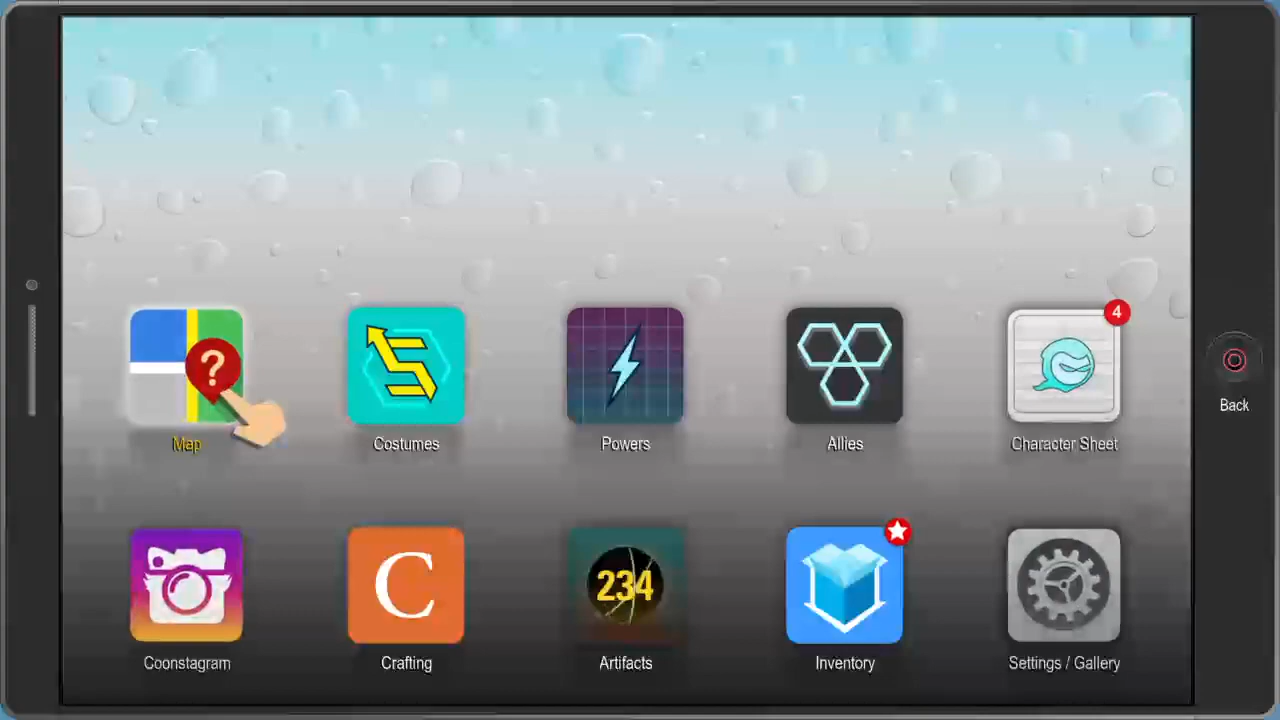 4
?
Map
Costumes
Powers
Allies
Character Sheet
Back
C
234
Coonstagram
Crafting
Artifacts
Inventory
Settings / Gallery